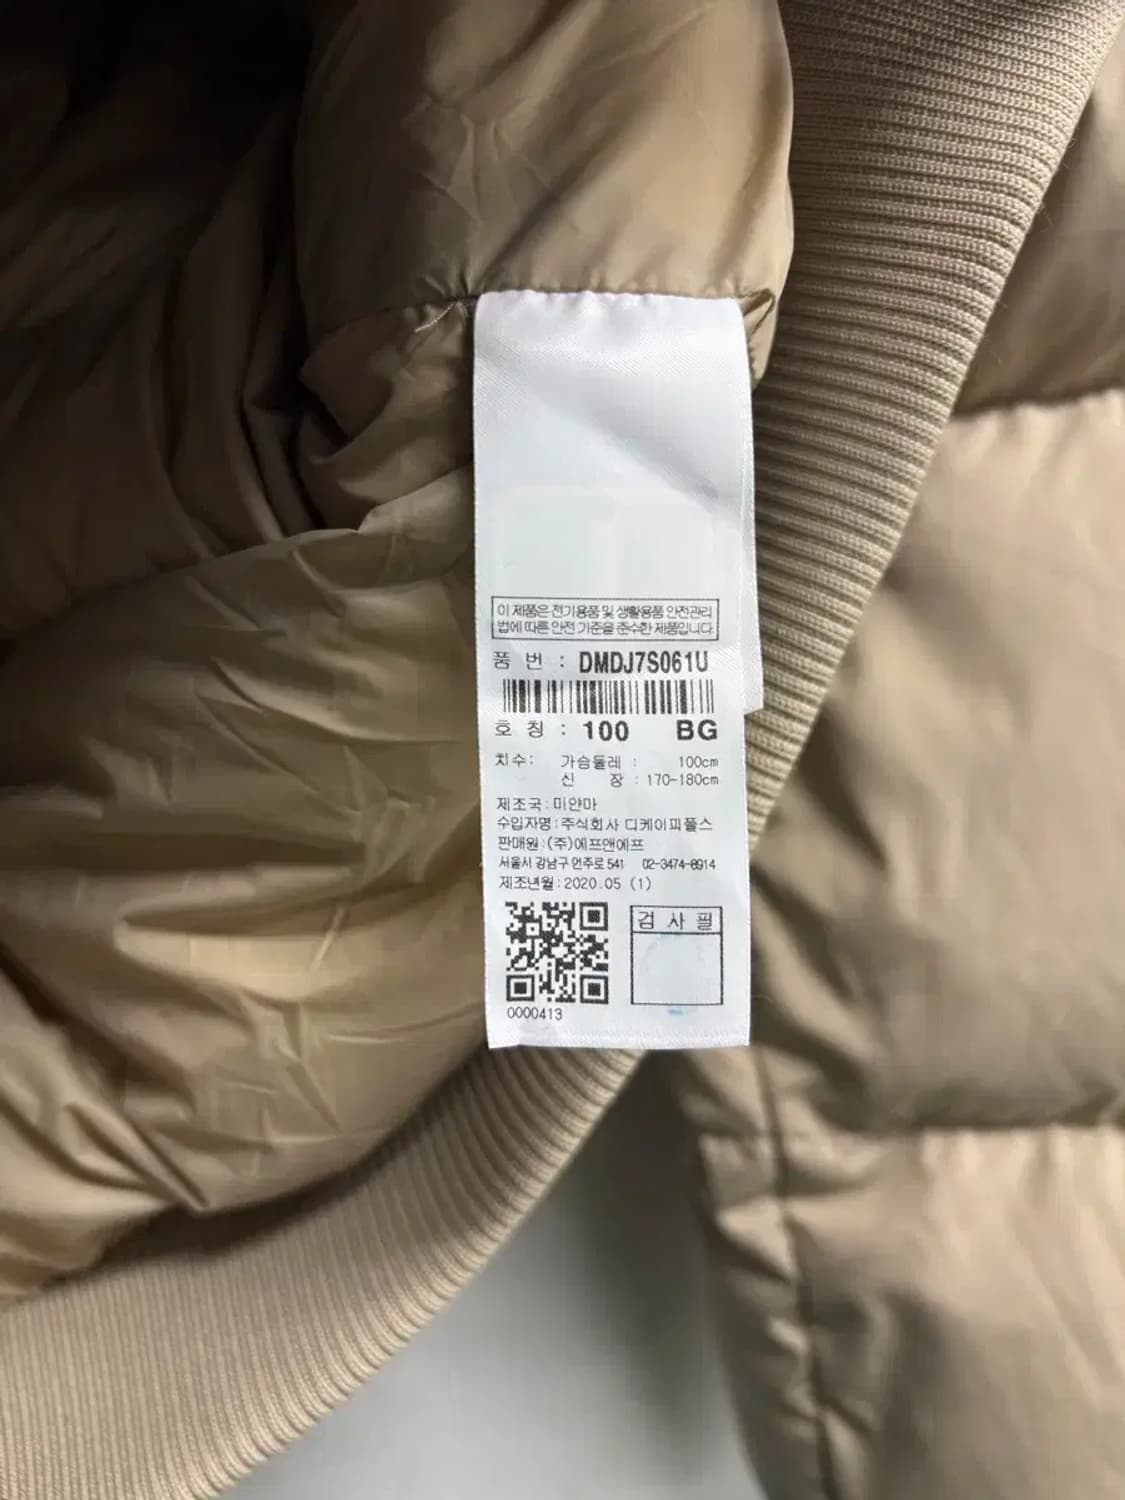 이 제품은 전기용품 및 생활용품 안전관리
법에 따른 안전 기준을 준수한 제품입니다.
품 번 : DMDJ7S061U
호 칭 : 100 BG
치수: 가슴둘레 : 100cm
신 장 : 170-180cm
제조국:미얀마
수입자명:주식회사 디케이피플스
판매원:(주)에프앤에프
서울시 강남구 언주로 541 02-3474-8914
제조년월:2020.05 (1)
검 사 필
0000413